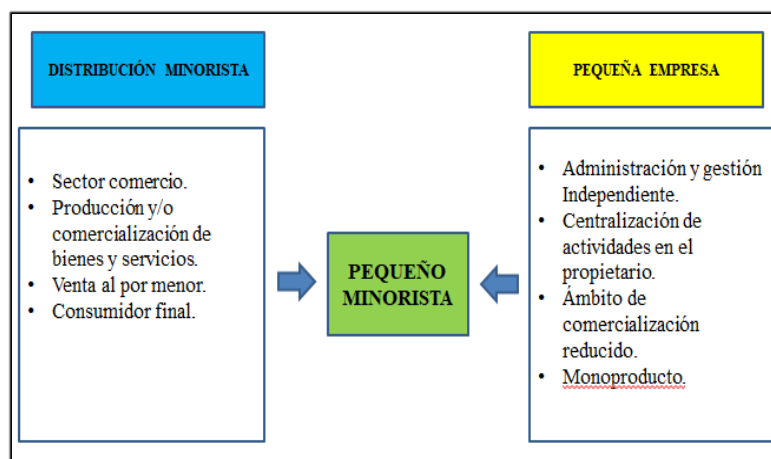 DISTRIBUCIÓN MINORISTA
• Sector comercio.
• Producción y/o
comercialización de
bienes y servicios.
• Venta al por menor.
• Consumidor final.
PEQUEÑO
MINORISTA
PEQUEÑA EMPRESA
• Administración y gestión
Independiente.
• Centralización de
actividades en el
propietario.
• Ámbito de
comercialización
reducido.
• Monoproducto.